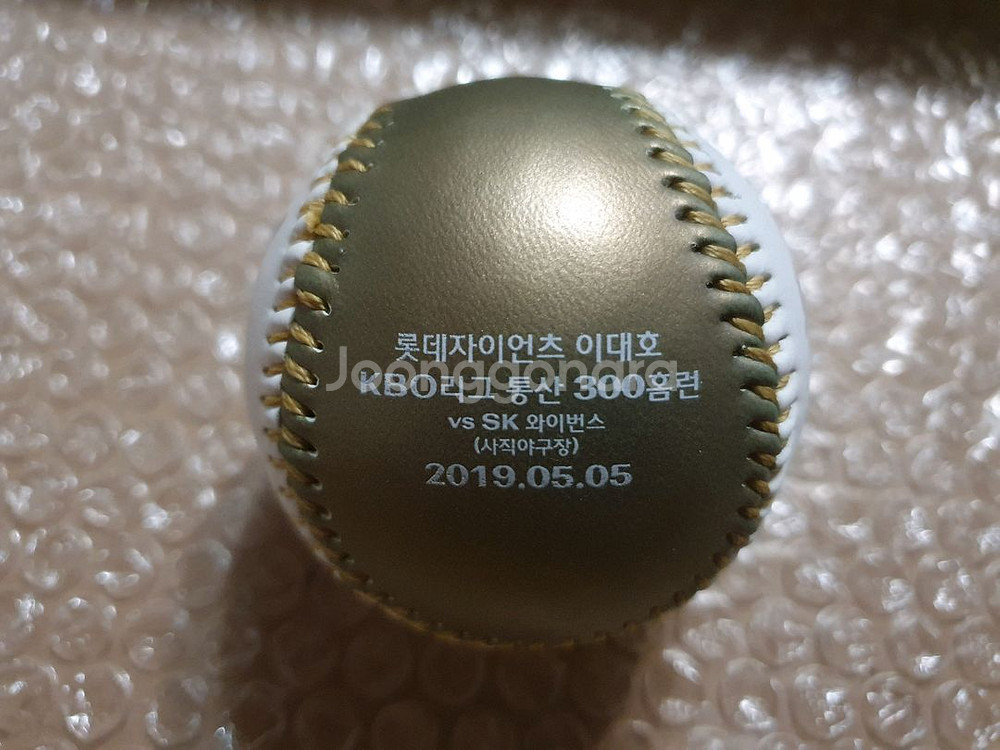 롯데자이언츠 이대호
KBO리그 통산 300홈런
vs SK 와이번스
(사직야구장)
2019.05.05
Joonggonara